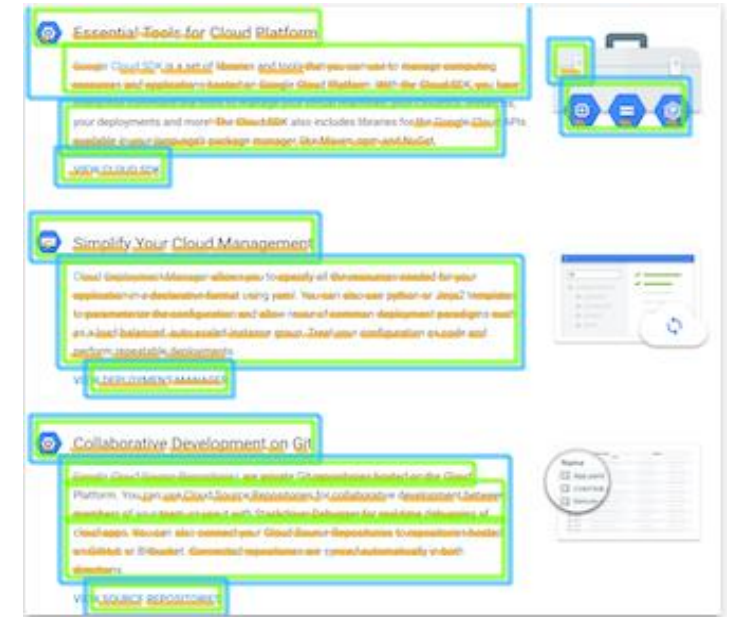 Essential Tools for Cloud Platform
Google Cloud SDK is a set of libraries and tools that you can use to manage computing
resources and applications hosted on Google Cloud Platform. With the Cloud SDK, you have
your deployments and more! The Cloud SDK also includes libraries for the Google Cloud APIs
available in your language's package manager, like Maven, npm and NuGet.
VIEW CLOUD SDK
Simplify Your Cloud Management
Cloud Deployment Manager allows you to specify all the resources needed for your
application in a declarative format using yaml. You can also use python or Jinja2 templates
to parameterize the configuration and allow reuse of common deployment paradigms such
as a load balanced, auto-scaled instance group. Treat your configuration as code and
perform repeatable deployments.
VIEW DEPLOYMENT MANAGER
Collaborative Development on Git
Google Cloud Source Repositories are private Git repositories hosted on the Cloud
Platform. You can use Cloud Source Repositories for collaborative development between
members of your team or use it with Stackdriver Debugger for real-time debugging of
cloud apps. You can also connect your Cloud Source Repositories to repositories hosted
on GitHub or Bitbucket. Connected repositories are synced automatically in both
directions.
VIEW SOURCE REPOSITORIES